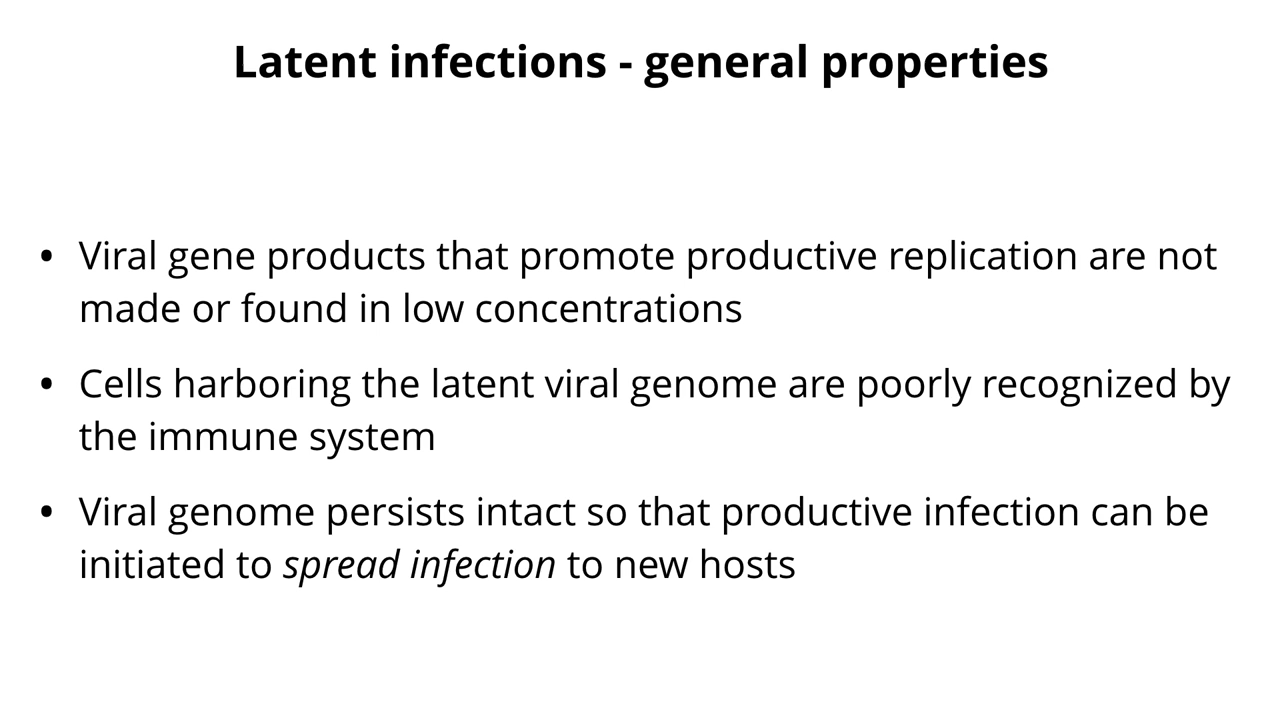 Latent infections - general properties
• Viral gene products that promote productive replication are not
made or found in low concentrations
• Cells harboring the latent viral genome are poorly recognized by
the immune system
• Viral genome persists intact so that productive infection can be
initiated to spread infection to new hosts